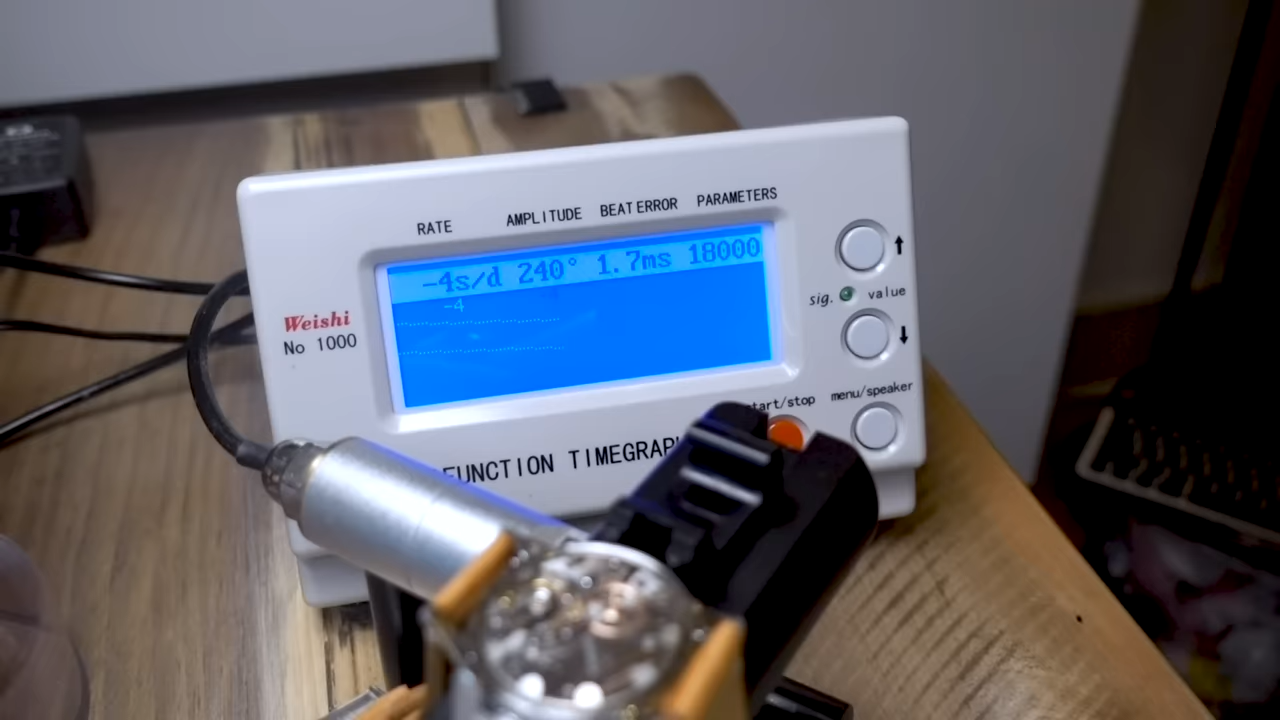 RATE AMPLITUDE BEAT ERROR PARAMETERS
-4s/d 240° 1.7ms 18000
-4
sig. value
Weishi
No 1000
start/stop menu/speaker
FUNCTION